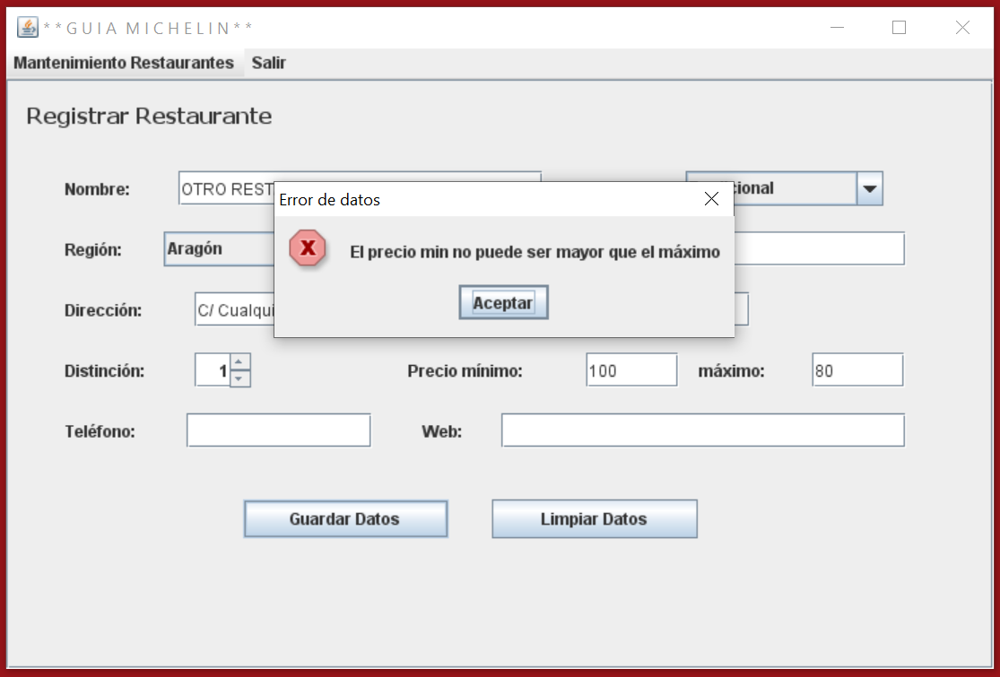 **GUIA MICHELIN**
Mantenimiento Restaurantes Salir
Registrar Restaurante
Nombre: OTRO REST
Error de datos
Región: Aragón
El precio min no puede ser mayor que el máximo
Aceptar
Dirección: C/ Cualqui
Distinción: 1 Precio mínimo: 100 máximo: 80
Teléfono: Web:
Guardar Datos Limpiar Datos